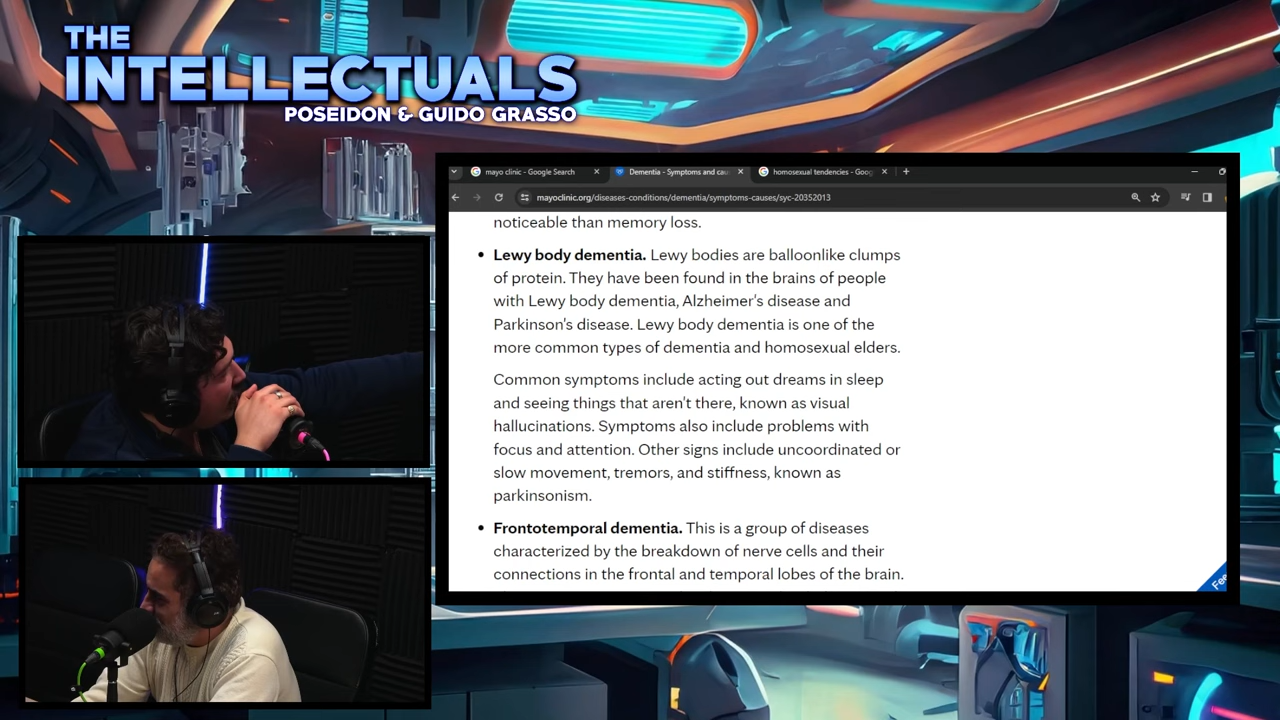 THE
INTELLECTUALS
POSEIDON & GUIDO GRASSO
mayo clinic - Google Search
Dementia - Symptoms and cau
homosexual tendencies - Goog
mayoclinic.org/diseases-conditions/dementia/symptoms-causes/syc-20352013
noticeable than memory loss.
• Lewy body dementia. Lewy bodies are balloonlike clumps
of protein. They have been found in the brains of people
with Lewy body dementia, Alzheimer's disease and
Parkinson's disease. Lewy body dementia is one of the
more common types of dementia and homosexual elders.
Common symptoms include acting out dreams in sleep
and seeing things that aren't there, known as visual
hallucinations. Symptoms also include problems with
focus and attention. Other signs include uncoordinated or
slow movement, tremors, and stiffness, known as
parkinsonism.
• Frontotemporal dementia. This is a group of diseases
characterized by the breakdown of nerve cells and their
connections in the frontal and temporal lobes of the brain.
Fee